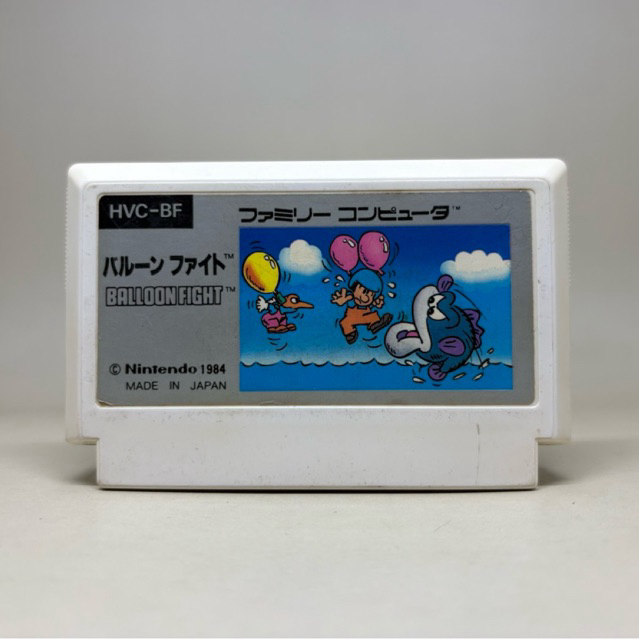 HVC-BF
ファミリー コンピュータ™
バルーン ファイト™
BALLOON FIGHT™
© Nintendo 1984
MADE IN JAPAN